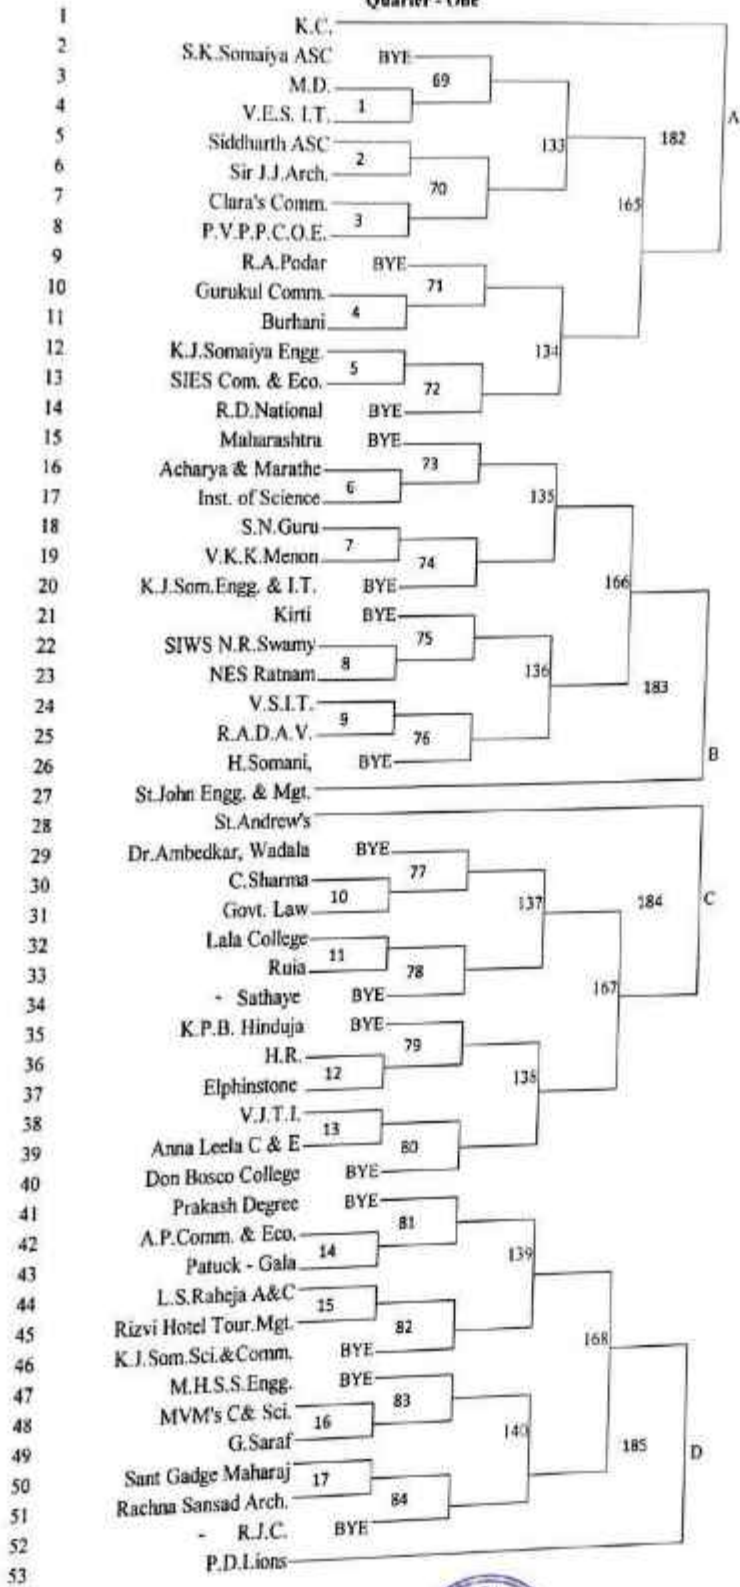 Quarter - One
1 K.C.
2 S.K.Somaiya ASC BYE
69
3 M.D.
1
4 V.E.S. I.T.
A
5 Siddharth ASC
2 133 182
6 Sir J.J.Arch.
70
7 Clara's Comm.
3 165
8 P.V.P.P.C.O.E.
9 R.A.Podar BYE
71
10 Gurukul Comm.
4
11 Burhani
134
12 K.J.Somaiya Engg.
5
13 SIES Com. & Eco.
72
14 R.D.National BYE
15 Maharashtra BYE
73
16 Acharya & Marathe
6 135
17 Inst. of Science
18 S.N.Guru
7
19 V.K.K.Menon
74
20 K.J.Som.Engg. & I.T. BYE
166
21 Kirti BYE
75
22 SIWS N.R.Swamy
8 136
23 NES Ratnam
183
24 V.S.I.T.
9
25 R.A.D.A.V.
76
26 H.Somani, BYE
B
27 St.John Engg. & Mgt.
28 St.Andrew's
29 Dr.Ambedkar, Wadala BYE
77
30 C.Sharma
10 137 184 C
31 Govt. Law
32 Lala College
11
33 Ruia
78
167
34 - Sathaye BYE
35 K.P.B. Hinduja BYE
79
36 H.R.
12 138
37 Elphinstone
38 V.J.T.I.
13
39 Anna Leela C & E
80
40 Don Bosco College BYE
41 Prakash Degree BYE
81
42 A.P.Comm. & Eco.
14 139
43 Patuck - Gala
44 L.S.Raheja A&C
15
45 Rizvi Hotel Tour.Mgt.
82
168
46 K.J.Som.Sci.&Comm. BYE
47 M.H.S.S.Engg. BYE
83
48 MVM's C& Sci.
16 140
49 G.Saraf
185 D
50 Sant Gadge Maharaj
17
51 Rachna Sansad Arch.
84
52 - R.J.C. BYE
53 P.D.Lions